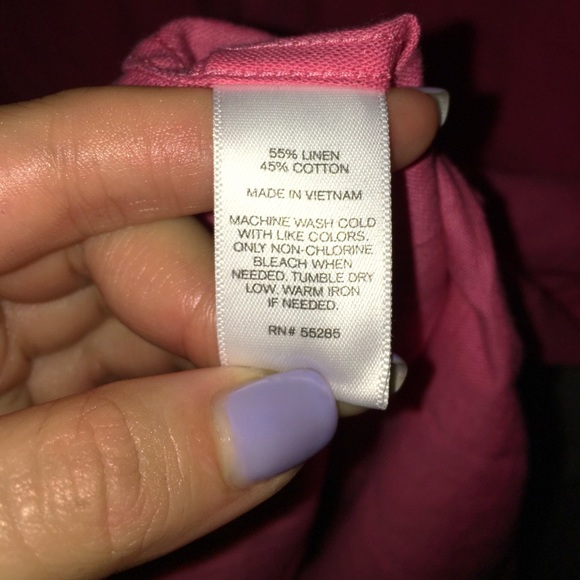 55% LINEN
45% COTTON
MADE IN VIETNAM
MACHINE WASH COLD
WITH LIKE COLORS.
ONLY NON-CHLORINE
BLEACH WHEN
NEEDED. TUMBLE DRY
LOW. WARM IRON
IF NEEDED.
RN# 55285